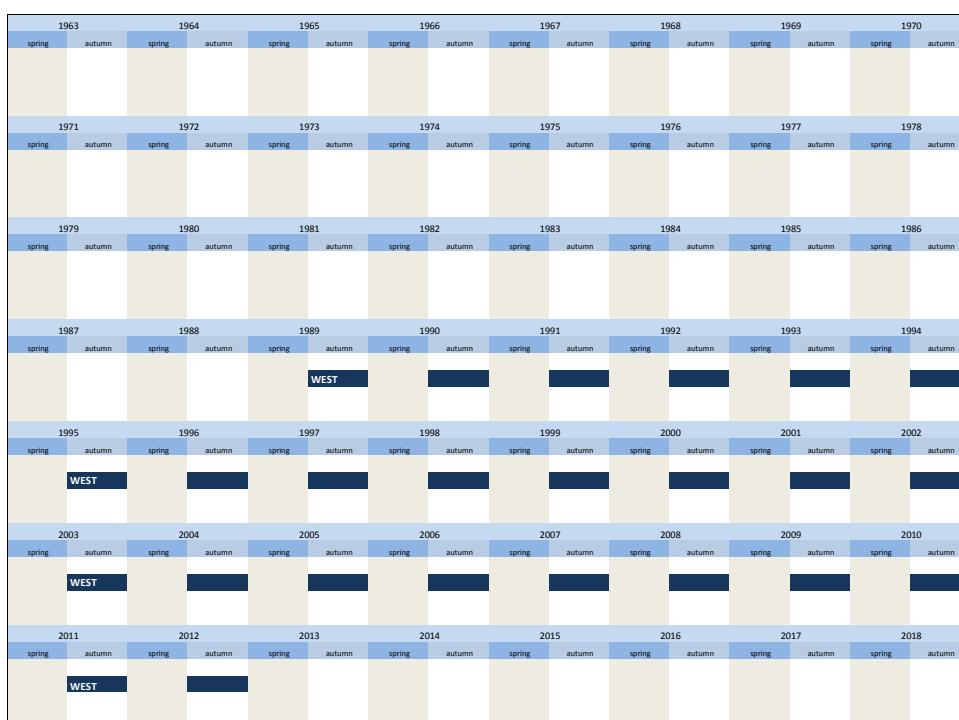 1963 1964 1965 1966 1967 1968 1969 1970
spring autumn spring autumn spring autumn spring autumn spring autumn spring autumn spring autumn spring autumn
1971 1972 1973 1974 1975 1976 1977 1978
spring autumn spring autumn spring autumn spring autumn spring autumn spring autumn spring autumn spring autumn
1979 1980 1981 1982 1983 1984 1985 1986
spring autumn spring autumn spring autumn spring autumn spring autumn spring autumn spring autumn spring autumn
1987 1988 1989 1990 1991 1992 1993 1994
spring autumn spring autumn spring autumn spring autumn spring autumn spring autumn spring autumn spring autumn
WEST
1995 1996 1997 1998 1999 2000 2001 2002
spring autumn spring autumn spring autumn spring autumn spring autumn spring autumn spring autumn spring autumn
WEST
2003 2004 2005 2006 2007 2008 2009 2010
spring autumn spring autumn spring autumn spring autumn spring autumn spring autumn spring autumn spring autumn
WEST
2011 2012 2013 2014 2015 2016 2017 2018
spring autumn spring autumn spring autumn spring autumn spring autumn spring autumn spring autumn spring autumn
WEST